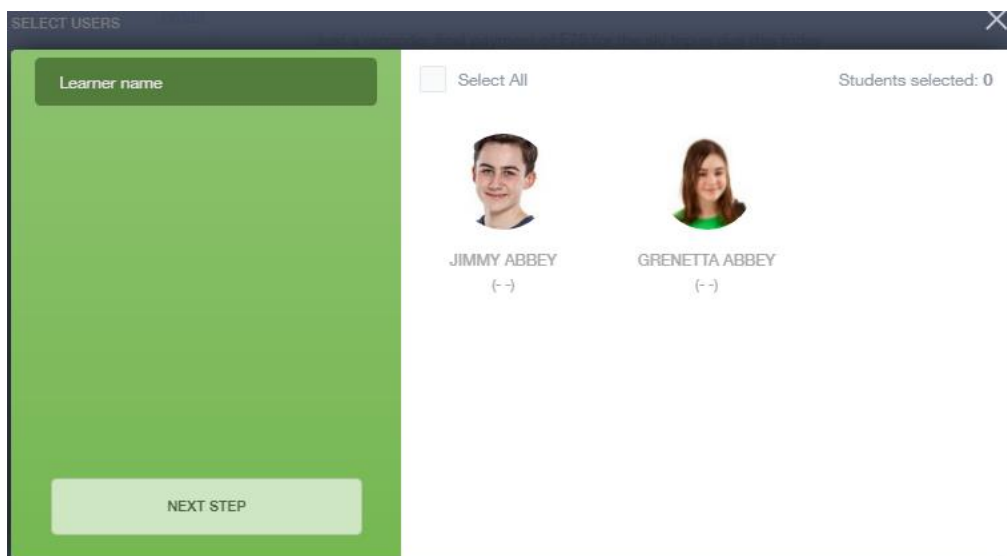 SELECT USERS
Learner name
Select All
Students selected: 0
JIMMY ABBEY
GRENETTA ABBEY
(- -)
(- -)
NEXT STEP